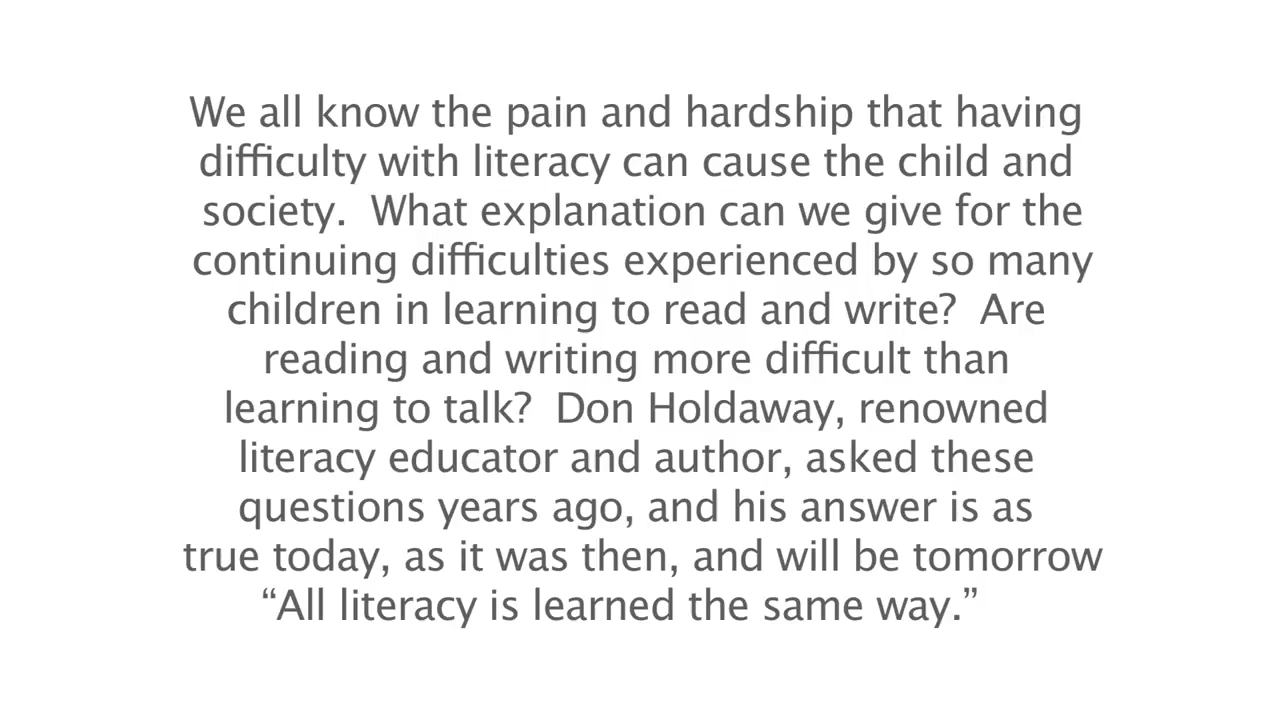 We all know the pain and hardship that having
difficulty with literacy can cause the child and
society.  What explanation can we give for the
continuing difficulties experienced by so many
children in learning to read and write?  Are
reading and writing more difficult than
learning to talk?  Don Holdaway, renowned
literacy educator and author, asked these
questions years ago, and his answer is as
true today, as it was then, and will be tomorrow
“All literacy is learned the same way.”